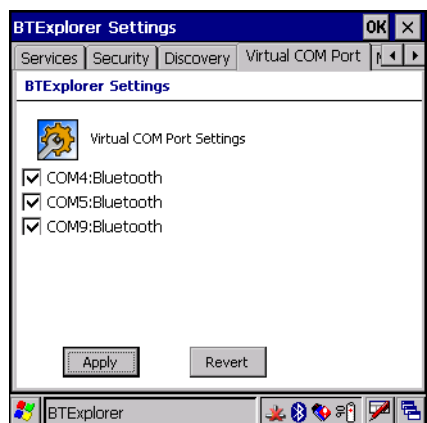 BTExplorer Settings OK
Services Security Discovery Virtual COM Port
BTExplorer Settings
Virtual COM Port Settings
COM4:Bluetooth
COM5:Bluetooth
COM9:Bluetooth
Apply Revert
BTExplorer